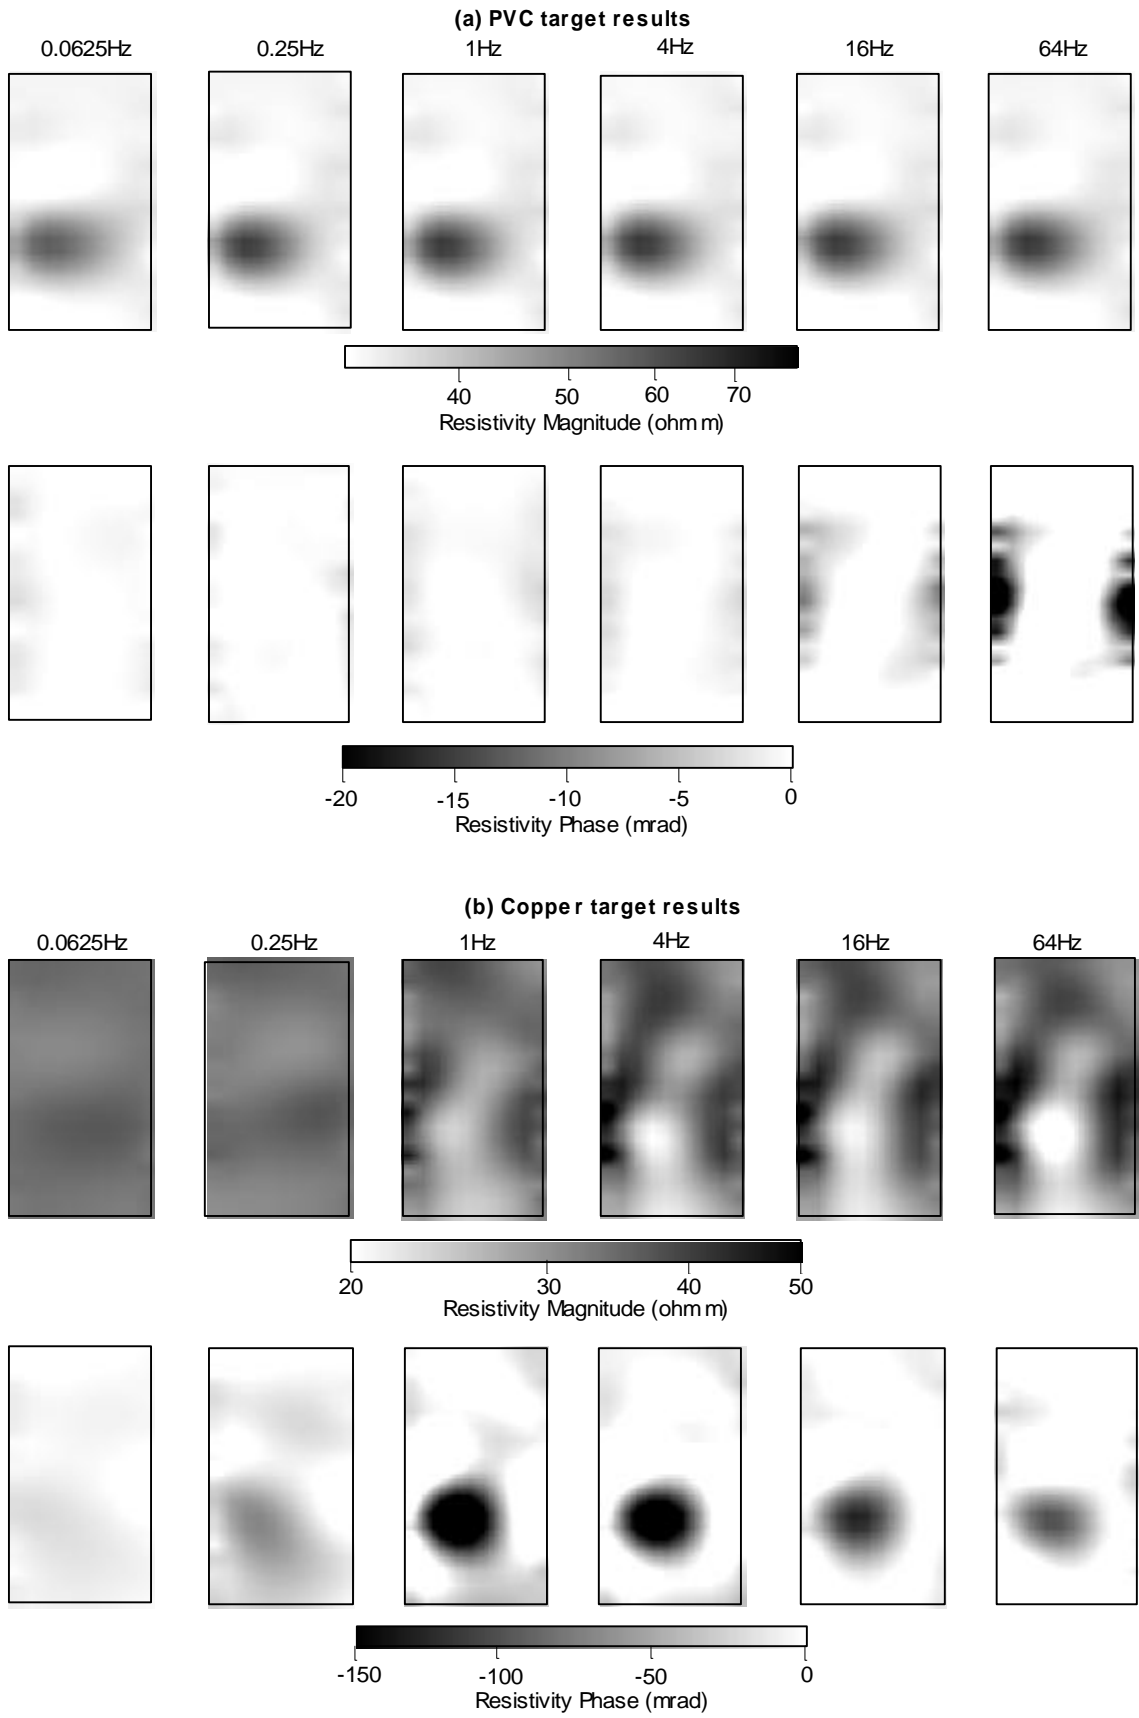 (a) PVC target results
0.0625Hz 0.25Hz 1Hz 4Hz 16Hz 64Hz
40 50 60 70
Resistivity Magnitude (ohm m)
-20 -15 -10 -5 0
Resistivity Phase (mrad)
(b) Copper target results
0.0625Hz 0.25Hz 1Hz 4Hz 16Hz 64Hz
20 30 40 50
Resistivity Magnitude (ohm m)
-150 -100 -50 0
Resistivity Phase (mrad)